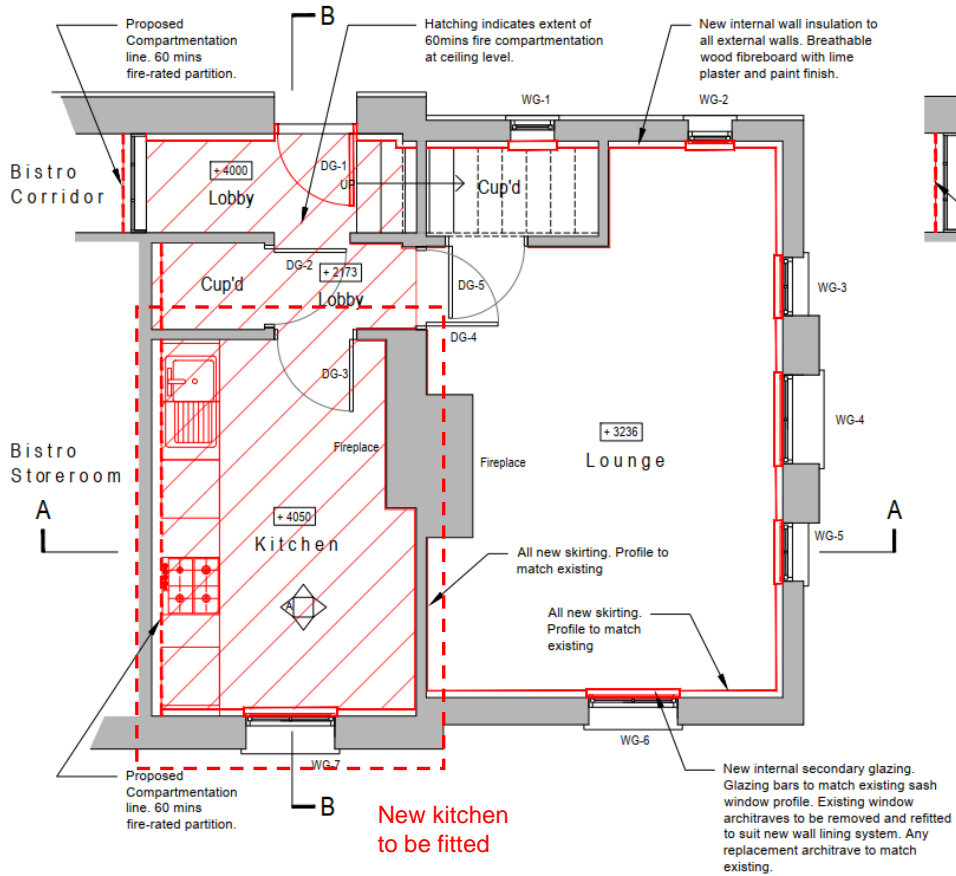 B
Proposed
Compartmentation
line. 60 mins
fire-rated partition.
Hatching indicates extent of
60mins fire compartmentation
at ceiling level.
New internal wall insulation to
all external walls. Breathable
wood fibreboard with lime
plaster and paint finish.
WG-1
WG-2
Bistro
Corridor
+ 4000
Lobby
DG-1
UP
Cup'd
DG-2
+ 2173
Lobby
Cup'd
DG-5
DG-4
WG-3
DG-3
WG-4
Fireplace
Fireplace
+ 3236
Lounge
Bistro
Storeroom
A
A
+ 4050
Kitchen
WG-5
All new skirting. Profile to
match existing
A
All new skirting.
Profile to match
existing
WG-6
WG-7
Proposed
Compartmentation
line. 60 mins
fire-rated partition.
B
New kitchen
to be fitted
New internal secondary glazing.
Glazing bars to match existing sash
window profile. Existing window
architraves to be removed and refitted
to suit new wall lining system. Any
replacement architrave to match
existing.